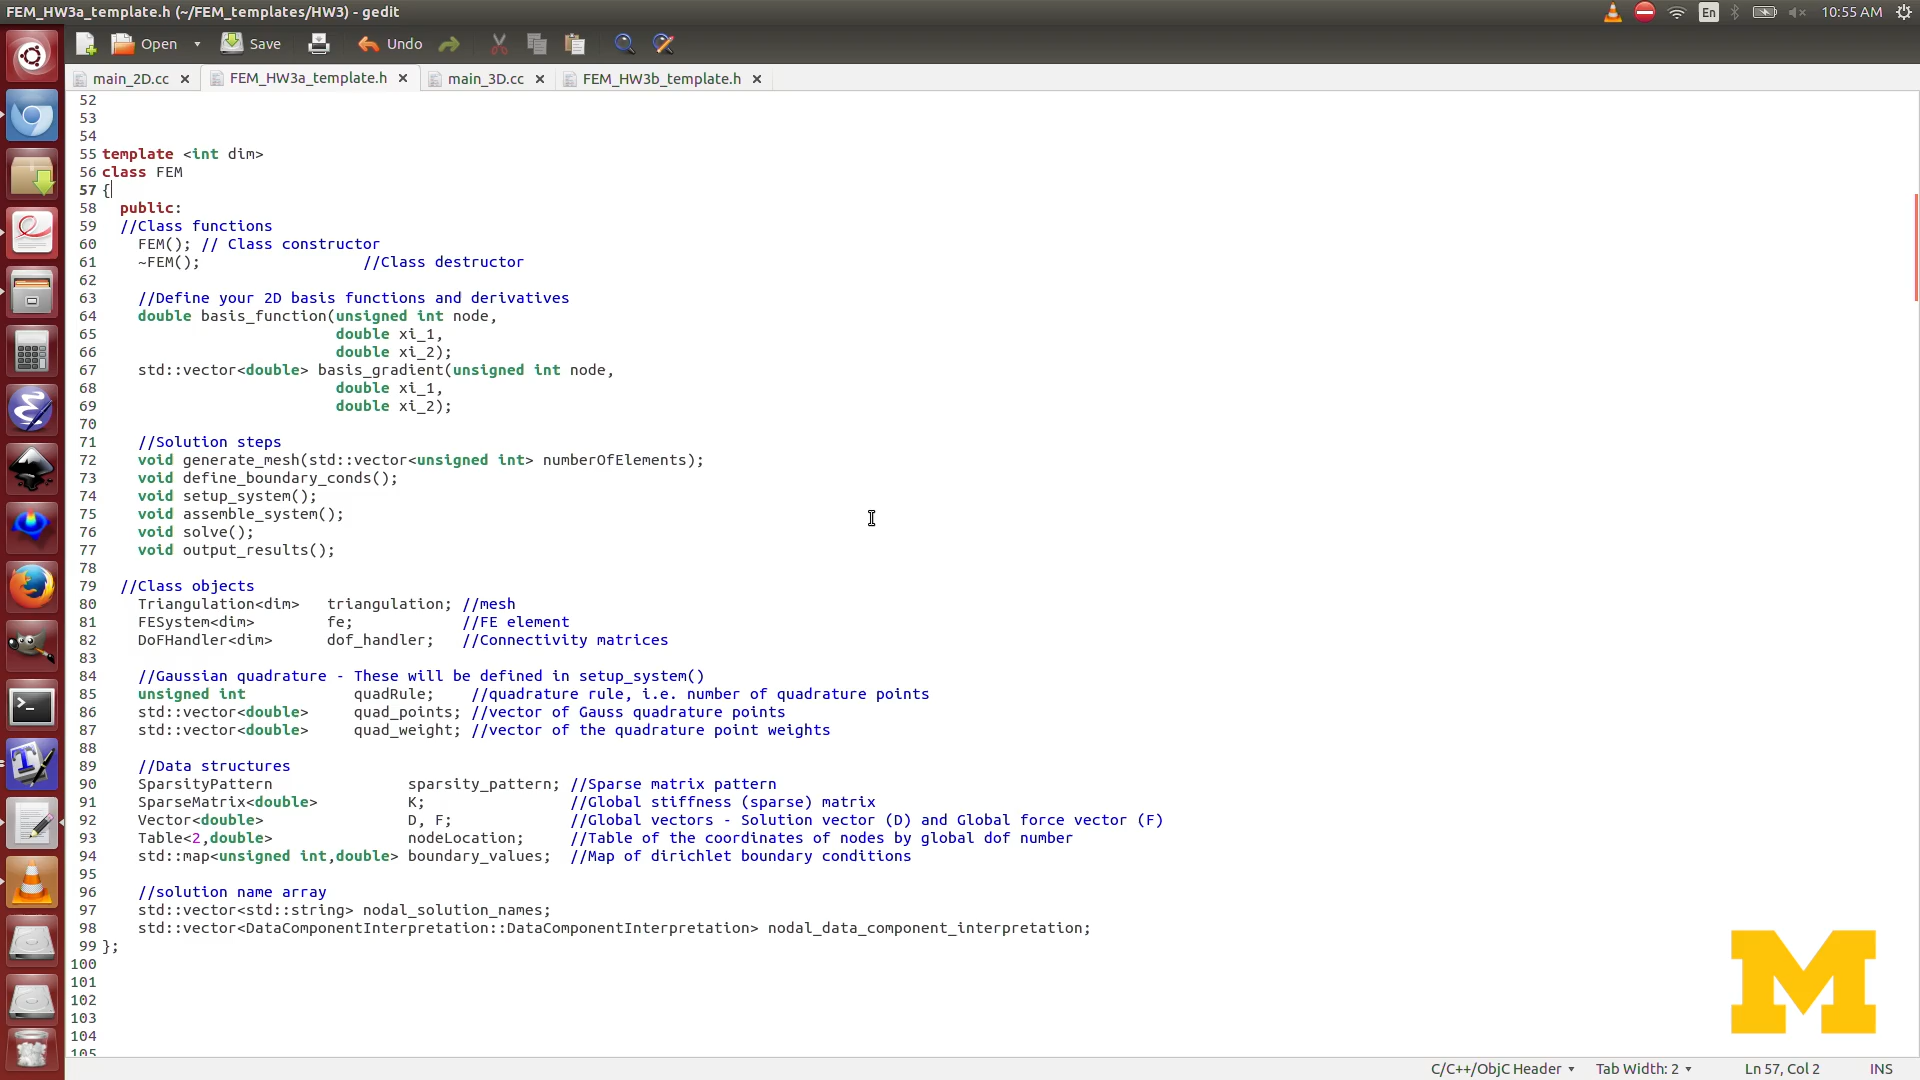 FEM_HW3a_template.h (~/FEM_templates/HW3) - gedit
En
10:55 AM
Open
Save
Undo
main_2D.cc
FEM_HW3a_template.h
main_3D.cc
FEM_HW3b_template.h
52
53
54
55 template <int dim>
56 class FEM
57 {
58 public:
59 //Class functions
60 FEM(); // Class constructor
61 ~FEM(); //Class destructor
62
63 //Define your 2D basis functions and derivatives
64 double basis_function(unsigned int node,
65 double xi_1,
66 double xi_2);
67 std::vector<double> basis_gradient(unsigned int node,
68 double xi_1,
69 double xi_2);
70
71 //Solution steps
72 void generate_mesh(std::vector<unsigned int> numberOfElements);
73 void define_boundary_conds();
74 void setup_system();
75 void assemble_system();
76 void solve();
77 void output_results();
78
79 //Class objects
80 Triangulation<dim> triangulation; //mesh
81 FESystem<dim> fe; //FE element
82 DoFHandler<dim> dof_handler; //Connectivity matrices
83
84 //Gaussian quadrature - These will be defined in setup_system()
85 unsigned int quadRule; //quadrature rule, i.e. number of quadrature points
86 std::vector<double> quad_points; //vector of Gauss quadrature points
87 std::vector<double> quad_weight; //vector of the quadrature point weights
88
89 //Data structures
90 SparsityPattern sparsity_pattern; //Sparse matrix pattern
91 SparseMatrix<double> K; //Global stiffness (sparse) matrix
92 Vector<double> D, F; //Global vectors - Solution vector (D) and Global force vector (F)
93 Table<2,double> nodeLocation; //Table of the coordinates of nodes by global dof number
94 std::map<unsigned int,double> boundary_values; //Map of dirichlet boundary conditions
95
96 //solution name array
97 std::vector<std::string> nodal_solution_names;
98 std::vector<DataComponentInterpretation::DataComponentInterpretation> nodal_data_component_interpretation;
99 };
100
101
102
103
104
105
M
C/C++/ObjC Header
Tab Width: 2
Ln 57, Col 2
INS